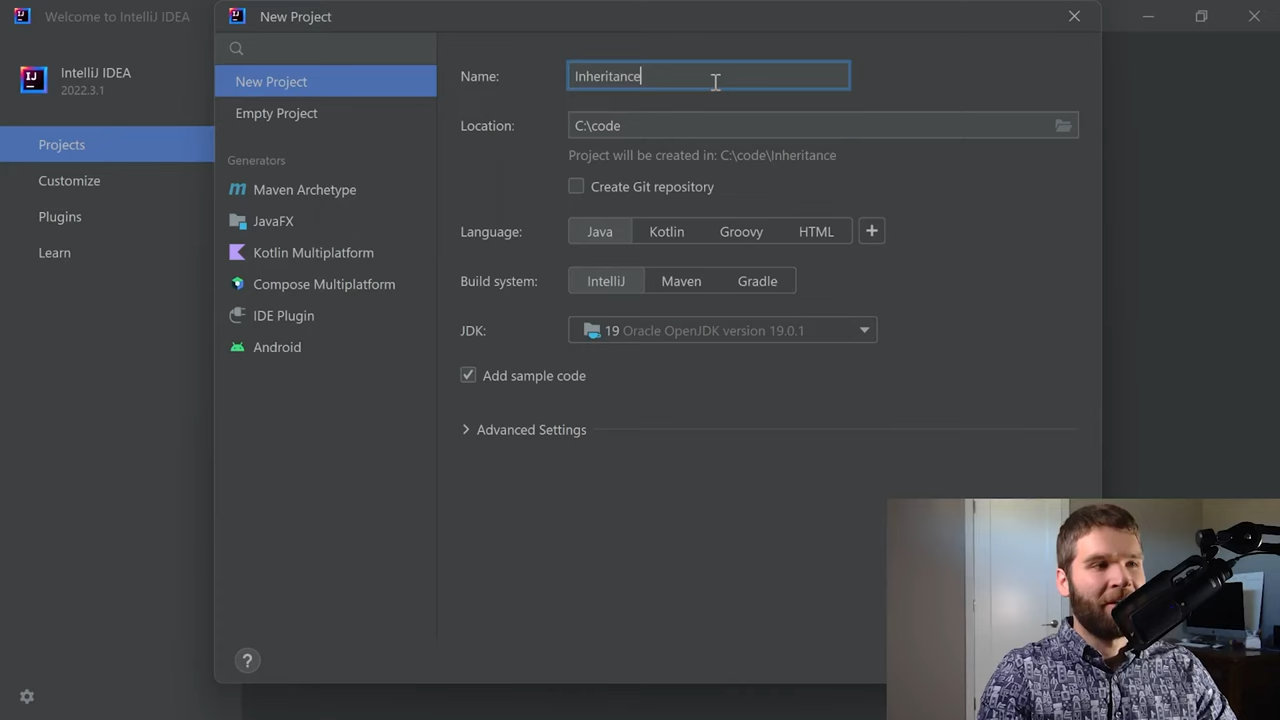 Welcome to IntelliJ IDEA
New Project
IJ
IntelliJ IDEA
2022.3.1
Projects
Customize
Plugins
Learn
New Project
Empty Project
Generators
Maven Archetype
JavaFX
Kotlin Multiplatform
Compose Multiplatform
IDE Plugin
Android
Name: Inheritance
Location: C:\code
Project will be created in: C:\code\Inheritance
Create Git repository
Language: Java Kotlin Groovy HTML +
Build system: IntelliJ Maven Gradle
JDK: 19 Oracle OpenJDK version 19.0.1
Add sample code
Advanced Settings
?